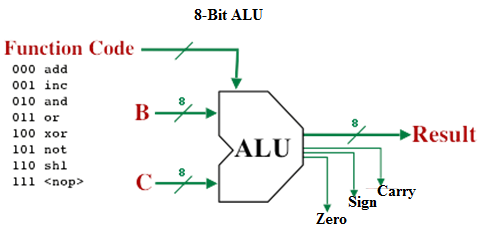 8-Bit ALU
Function Code
000 add
001 inc
010 and
011 or
100 xor
101 not
110 shl
111 <nop>
B
8
C
8
ALU
8
Result
Carry
Sign
Zero